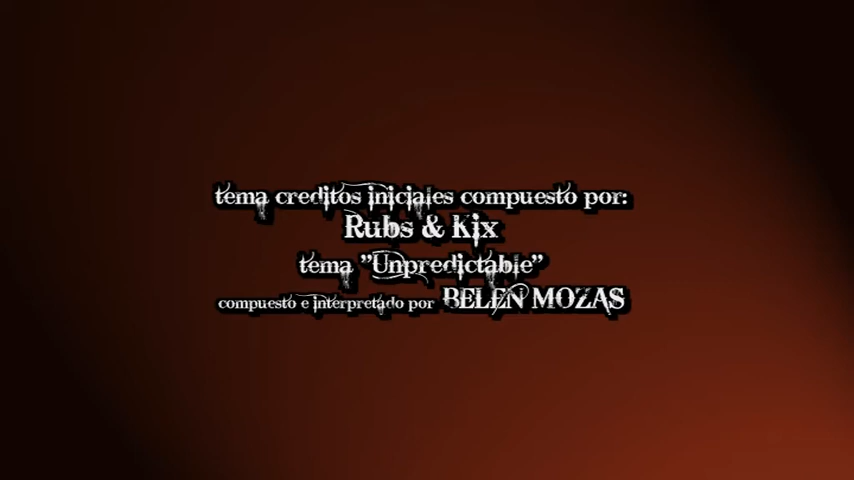 tema creditos iniciales compuesto por:
Rubs & Kix
tema "Unpredictable"
compuesto e interpretado por BELEN MOZAS